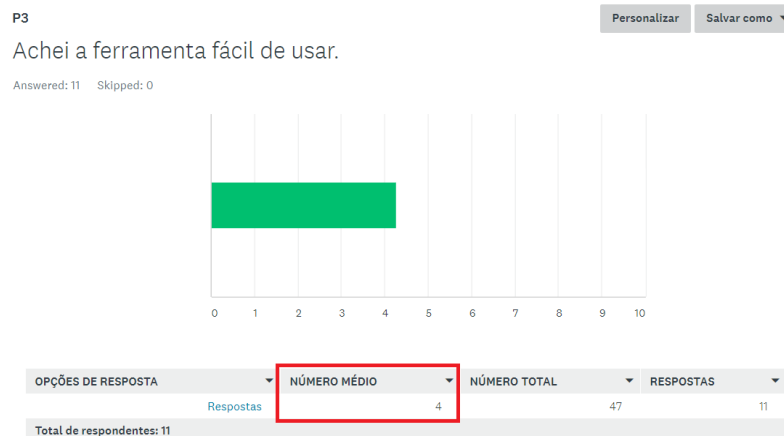 P3
Personalizar
Salvar como
Achei a ferramenta fácil de usar.
Answered: 11 Skipped: 0
0 1 2 3 4 5 6 7 8 9 10
OPÇÕES DE RESPOSTA NÚMERO MÉDIO NÚMERO TOTAL RESPOSTAS
Respostas 4 47 11
Total de respondentes: 11